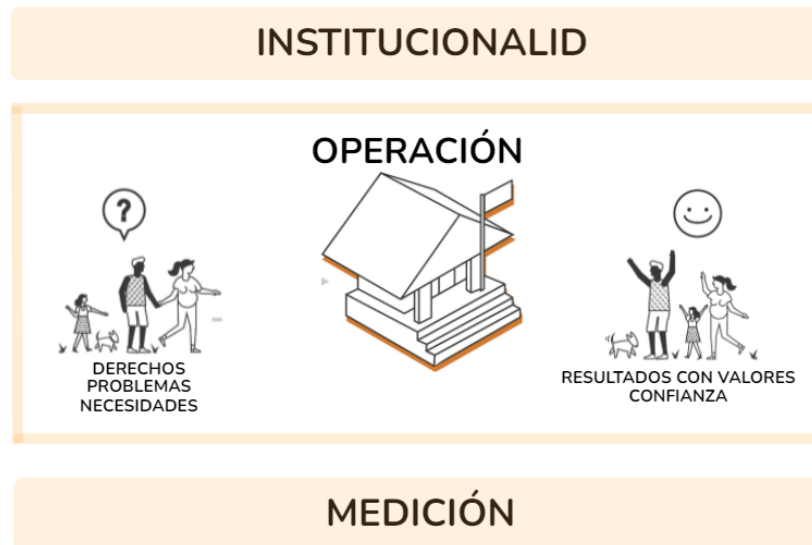 INSTITUCIONALID
OPERACIÓN
?
DERECHOS
PROBLEMAS
NECESIDADES
RESULTADOS CON VALORES
CONFIANZA
MEDICIÓN